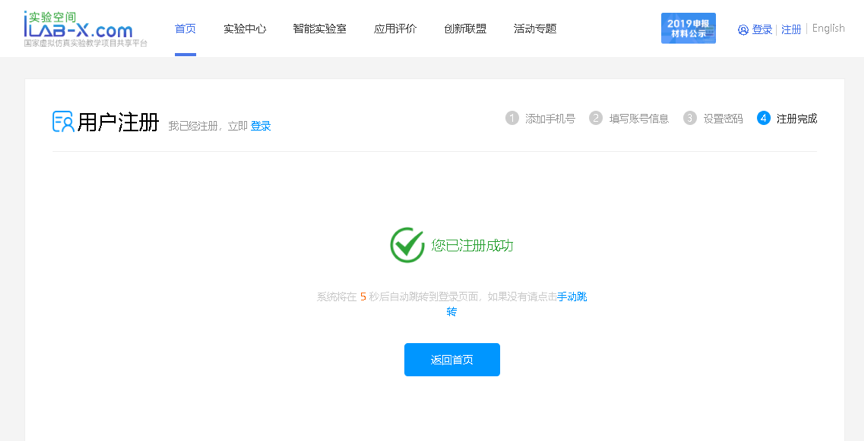 实验空间
iLAB-X.com
国家虚拟仿真实验教学项目共享平台
首页 实验中心 智能实验室 应用评价 创新联盟 活动专题
2019申报
材料公示
登录 | 注册 | English
用户注册 我已经注册，立即 登录
1 添加手机号 2 填写账号信息 3 设置密码 4 注册完成
您已注册成功
系统将在 5 秒后自动跳转到登录页面，如果没有请点击手动跳
转
返回首页